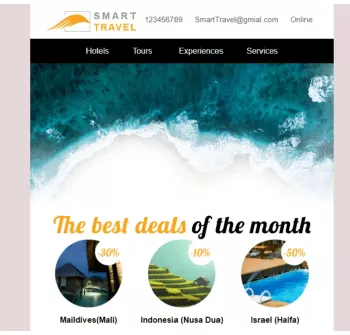 SMART
TRAVEL
123456789 SmartTravel@gmial.com Online
Hotels Tours Experiences Services
The best deals of the month
-30% -10% -50%
Maildives(Mali) Indonesia (Nusa Dua) Israel (Haifa)